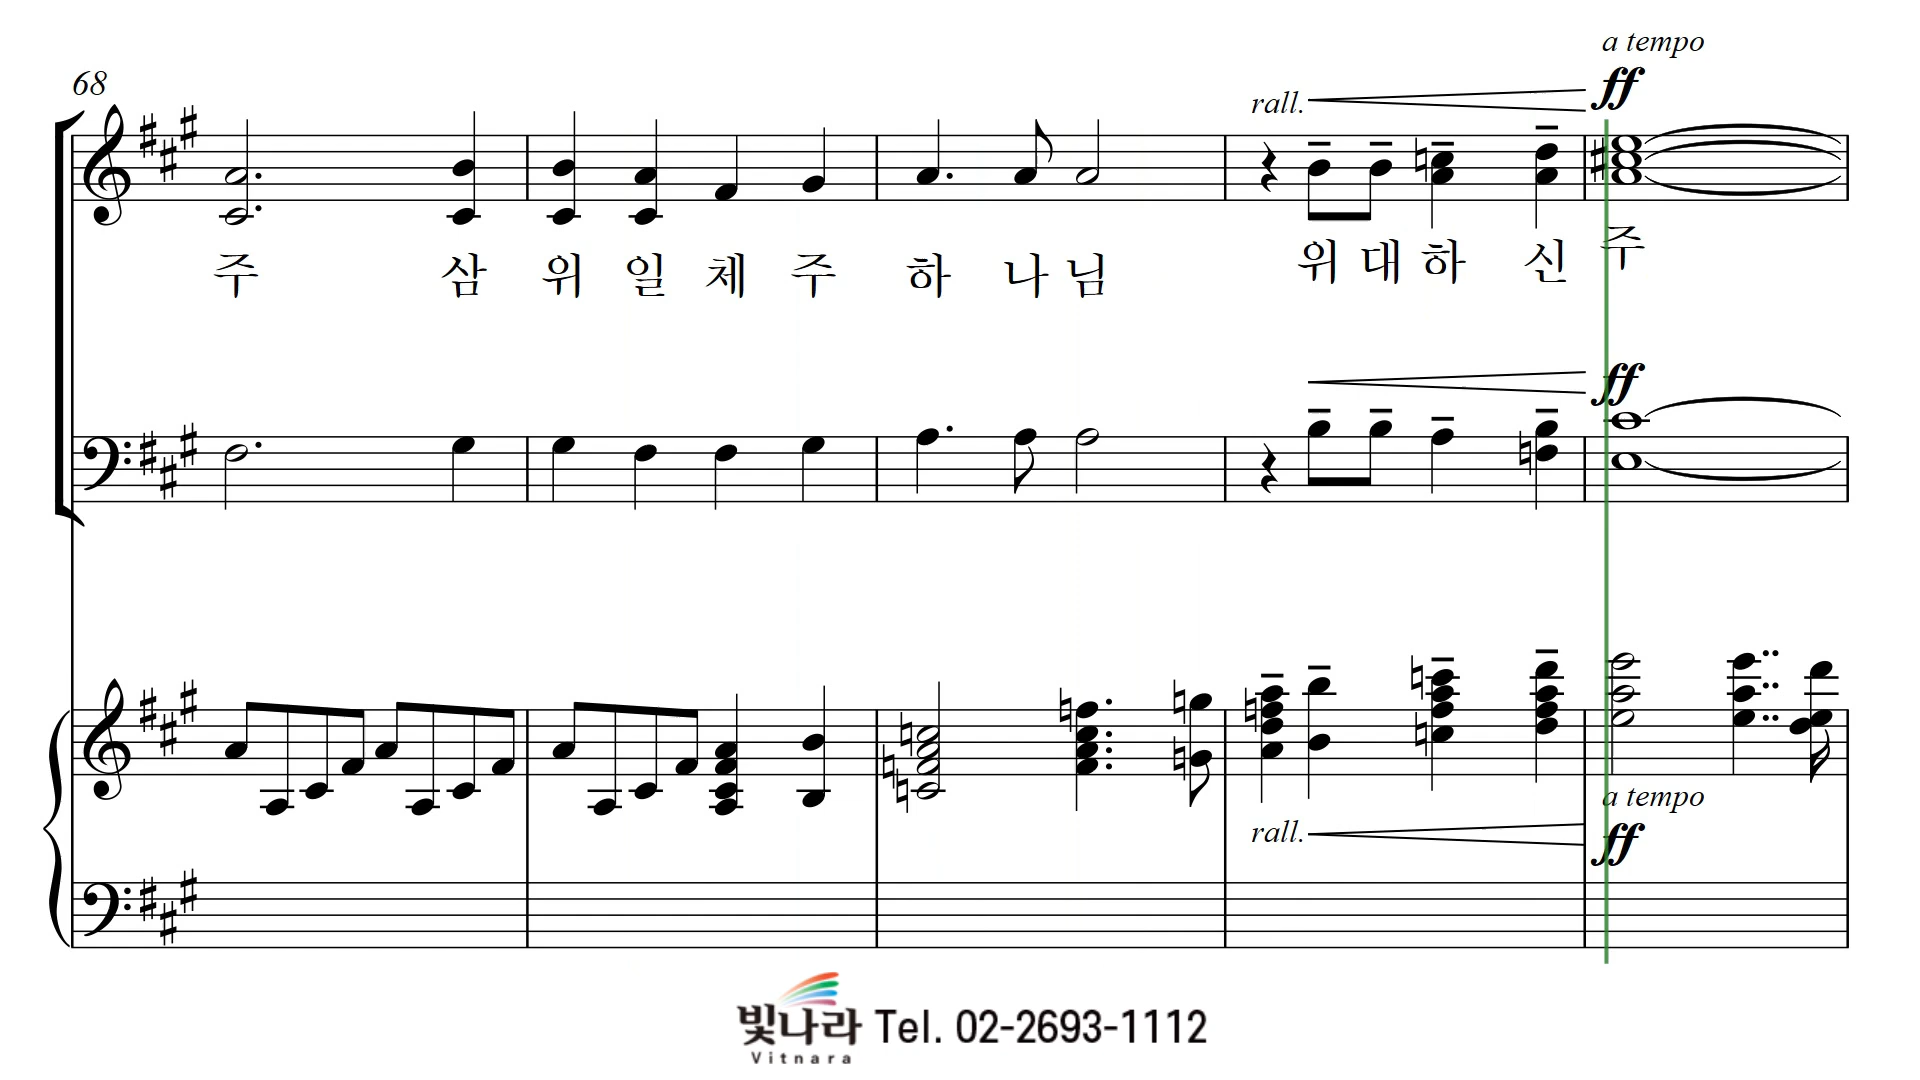 a tempo
68
rall.
ff
주 삼 위 일 체 주 하 나 님 위 대 하 신 주
ff
a tempo
rall.
ff
빛나라 Tel. 02-2693-1112
Vitnara